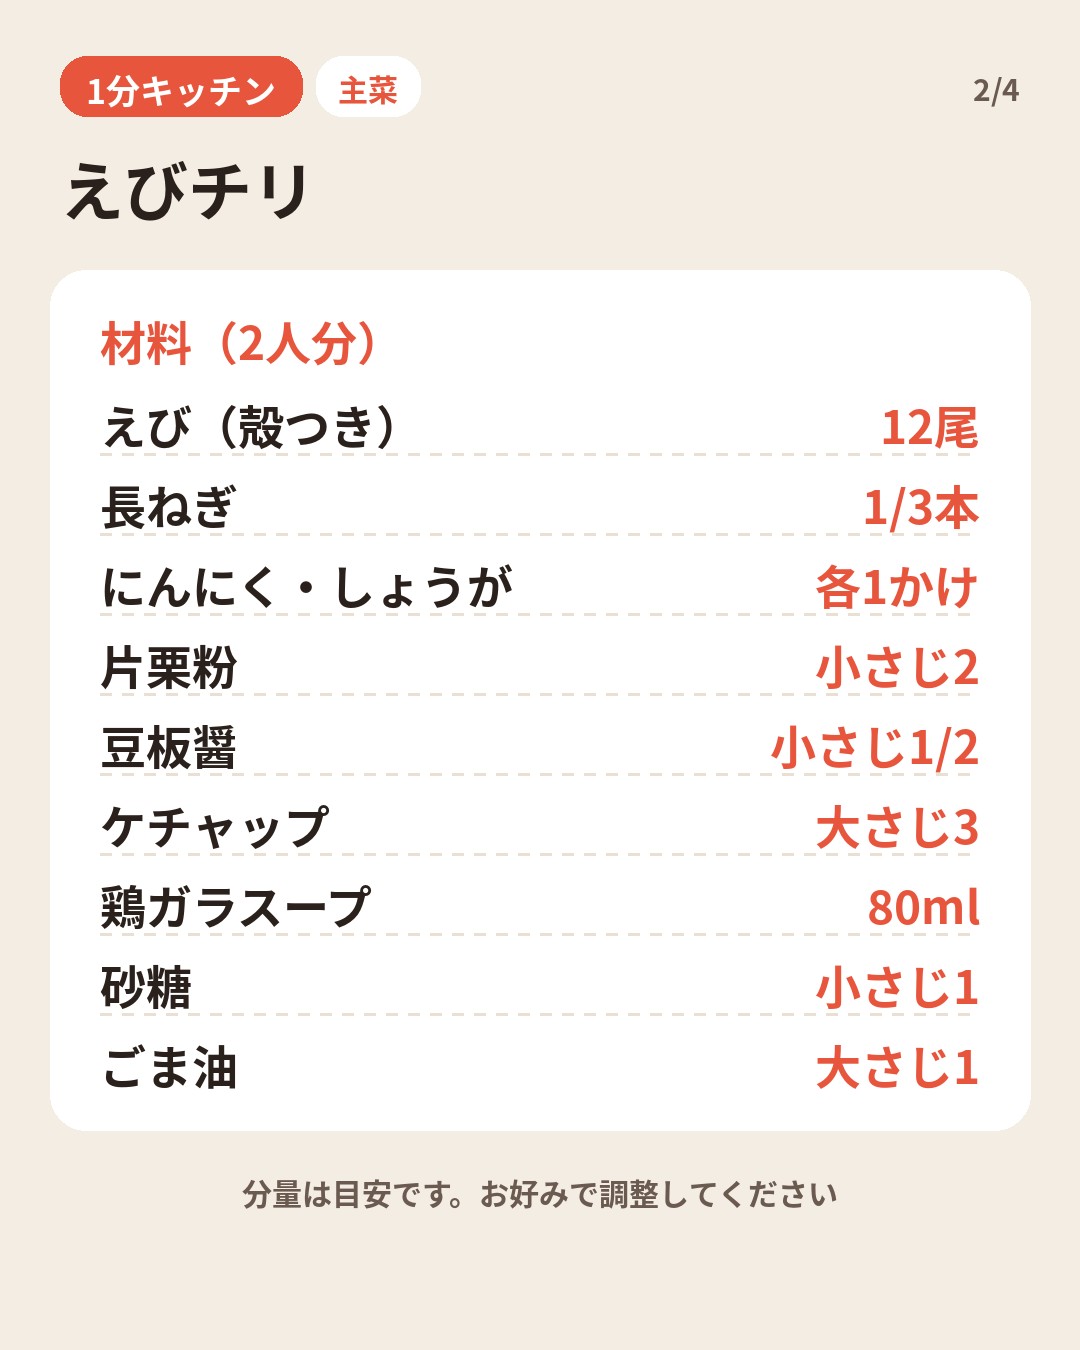 1分キッチン 主菜 2/4
えびチリ
材料（2人分）
えび（殻つき） 12尾
長ねぎ 1/3本
にんにく・しょうが 各1かけ
片栗粉 小さじ2
豆板醤 小さじ1/2
ケチャップ 大さじ3
鶏ガラスープ 80ml
砂糖 小さじ1
ごま油 大さじ1
分量は目安です。お好みで調整してください